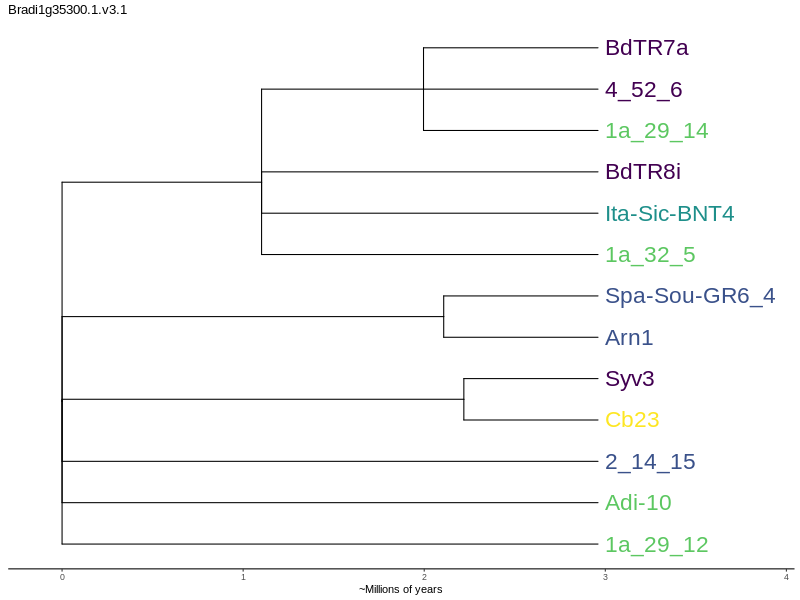 Bradi1g35300.1.v3.1
BdTR7a
4_52_6
1a_29_14
BdTR8i
Ita-Sic-BNT4
1a_32_5
Spa-Sou-GR6_4
Arn1
Syv3
Cb23
2_14_15
Adi-10
1a_29_12
0 1 2 3 4
~Millions of years